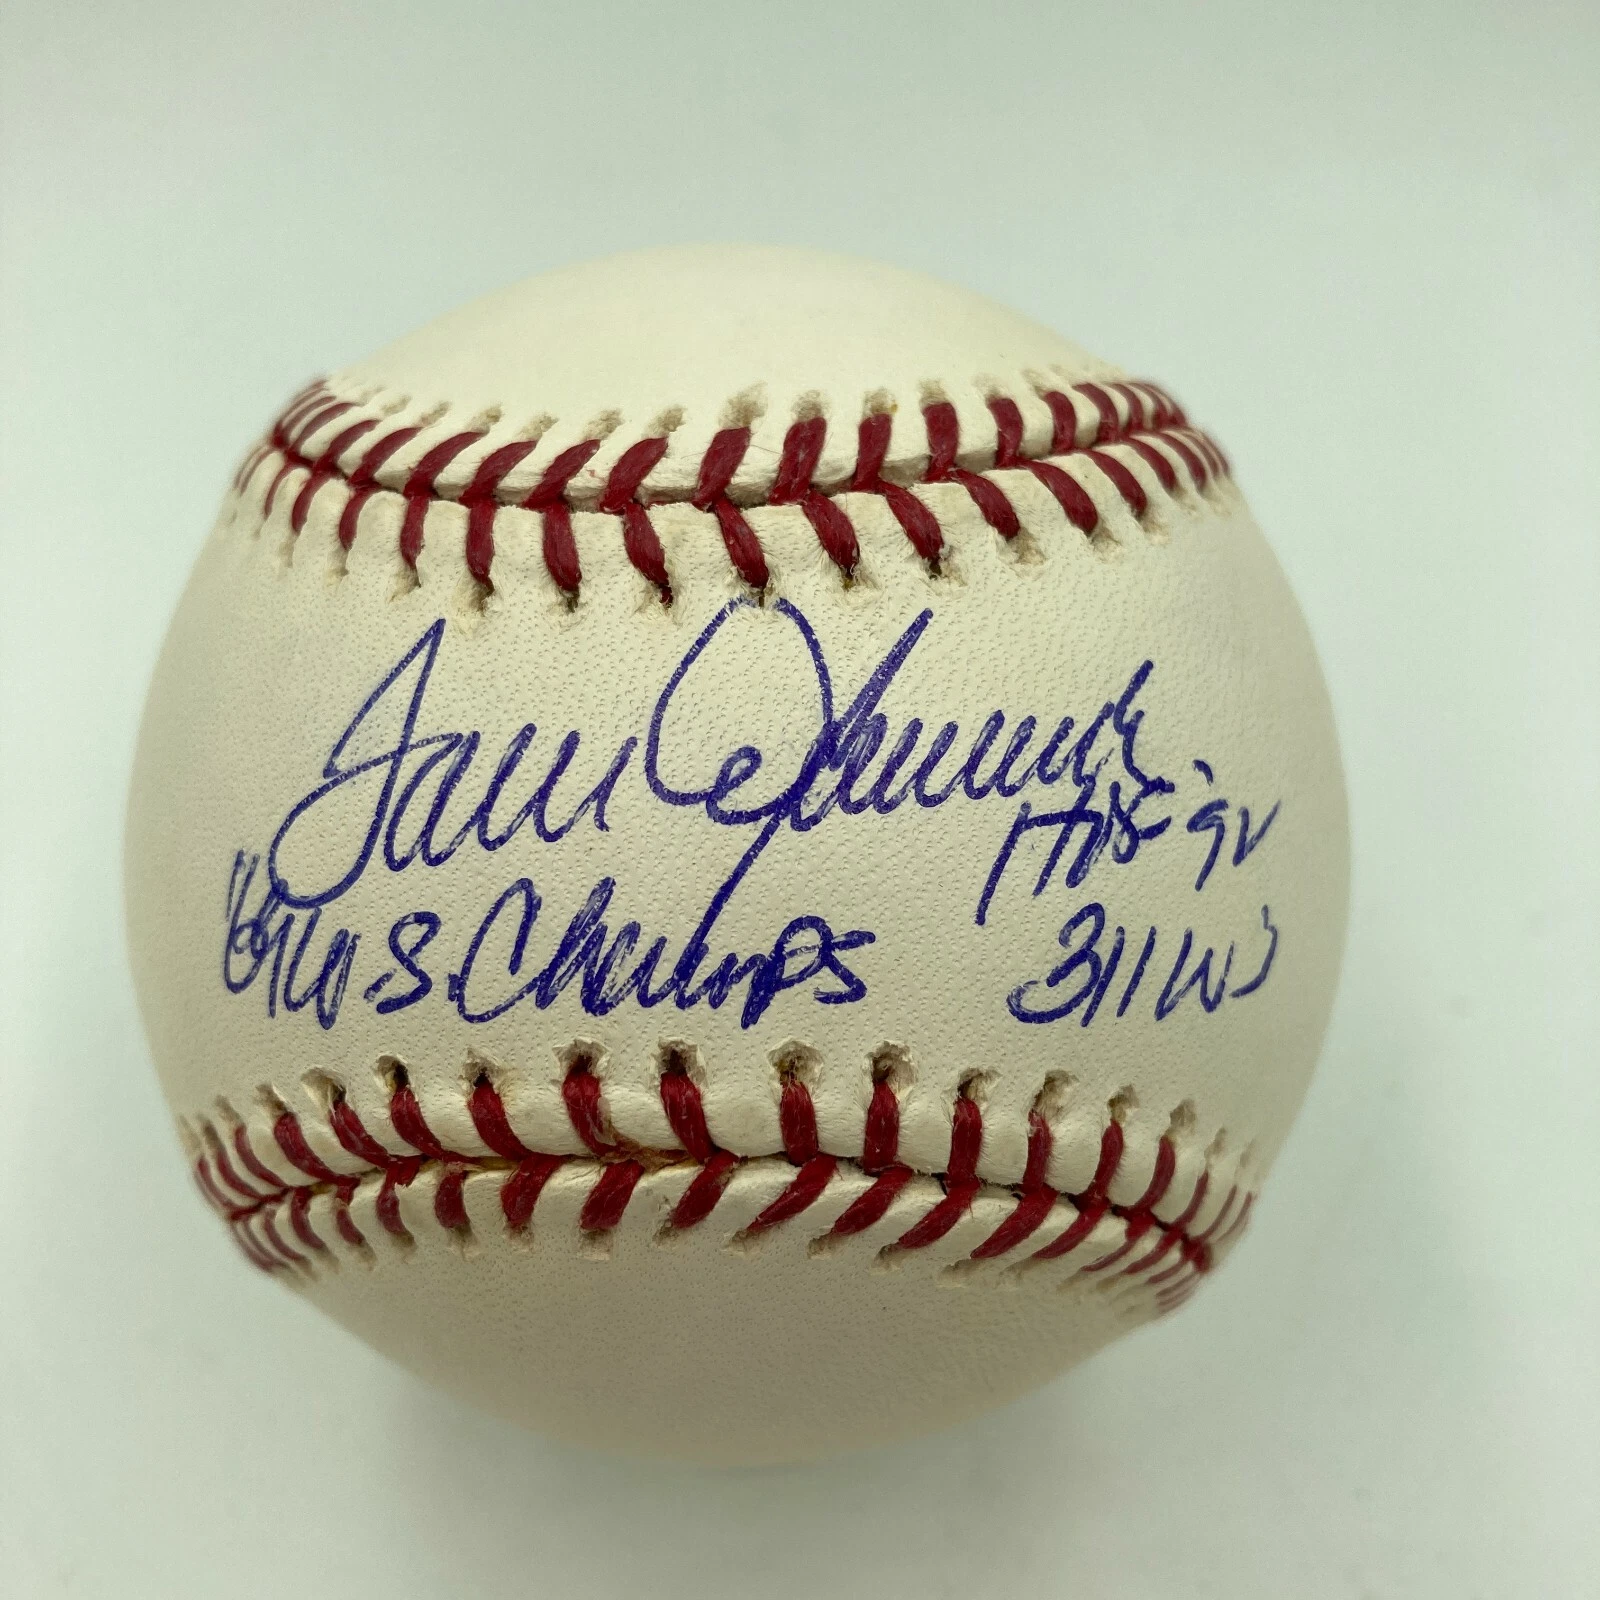 Tom Seaver
HOF '92
69 W.S. Champs
311 W's